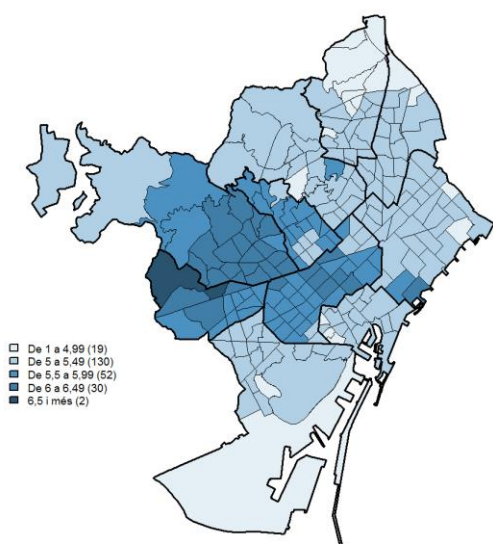 De 1 a 4,99 (19)
De 5 a 5,49 (130)
De 5,5 a 5,99 (52)
De 6 a 6,49 (30)
6,5 i més (2)